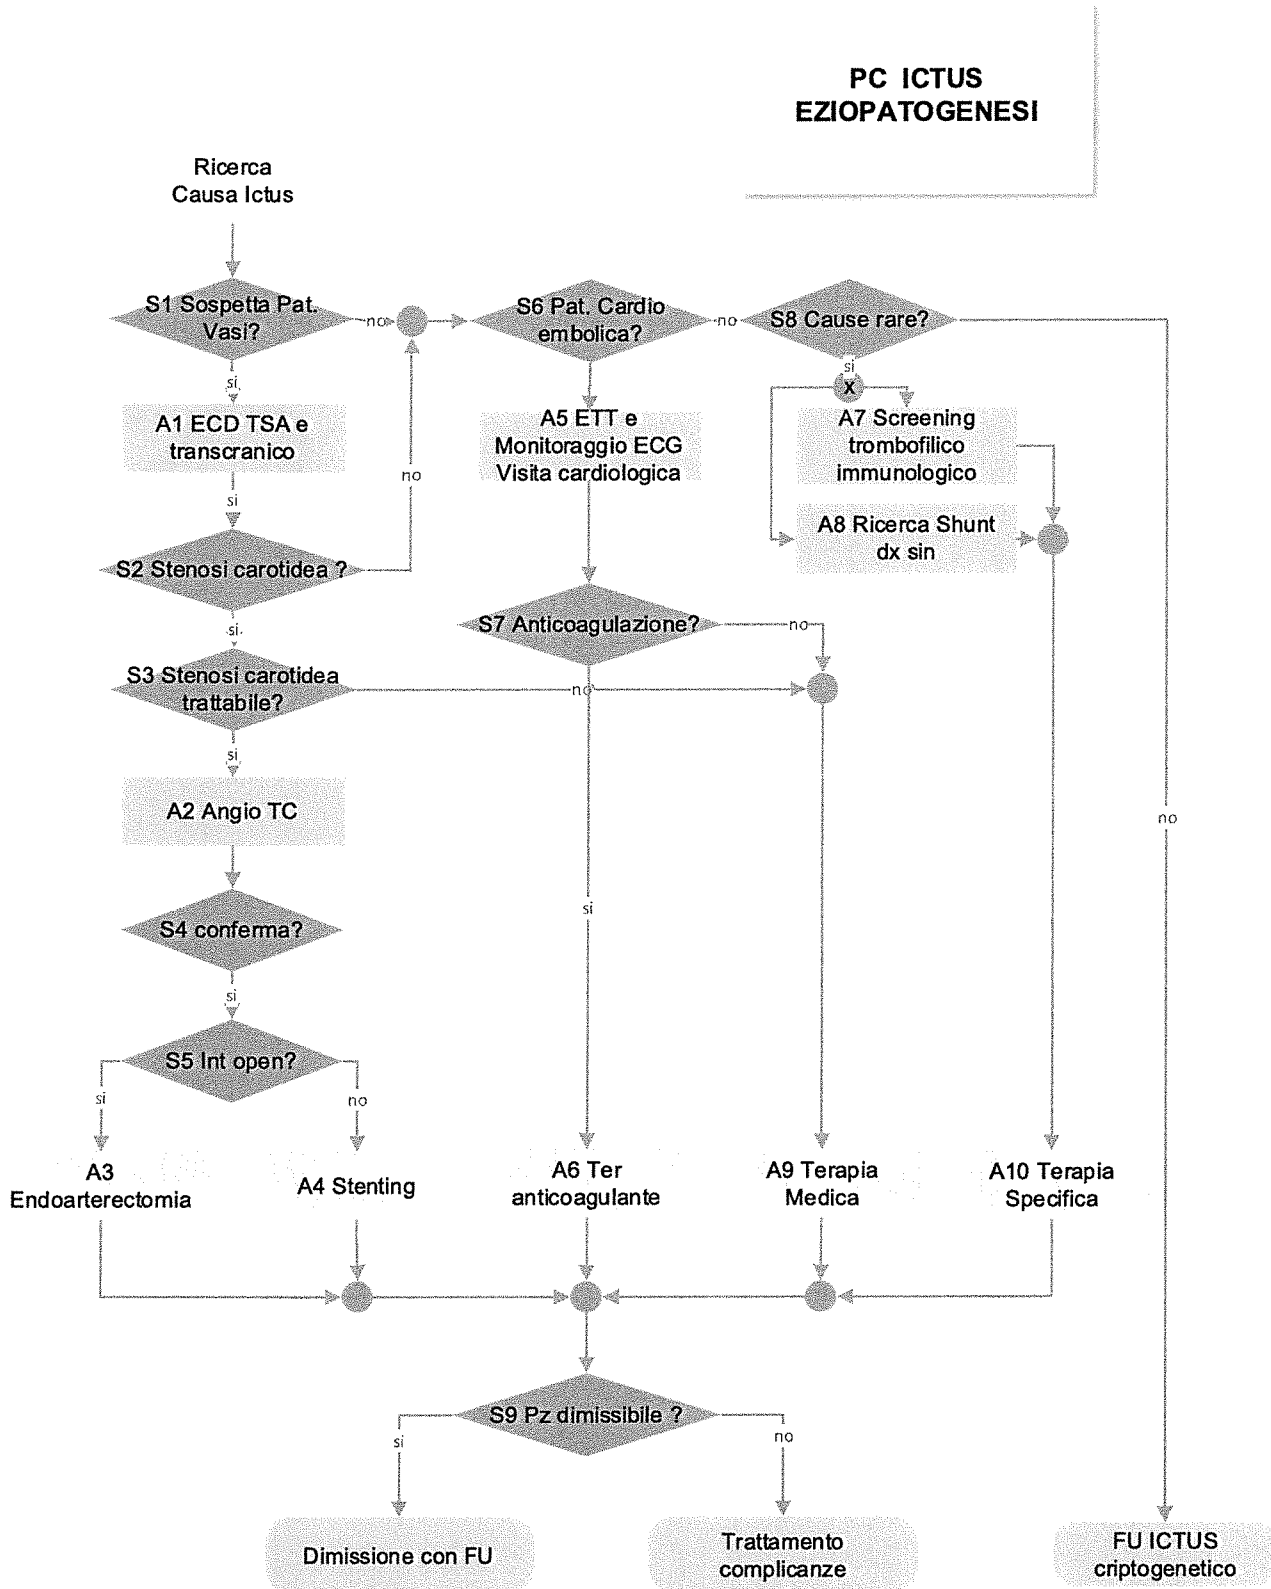 PC ICTUS
EZIOPATOGENESI
Ricerca
Causa Ictus
S1 Sospetta Pat.
Vasi?
no
S6 Pat. Cardio
embolica?
no
S8 Cause rare?
si
si
x
A1 ECD TSA e
transcranico
A5 ETT e
Monitoraggio ECG
Visita cardiologica
A7 Screening
trombofilico
immunologico
no
si
A8 Ricerca Shunt
dx sin
S2 Stenosi carotidea ?
si
S7 Anticoagulazione?
no
S3 Stenosi carotidea
trattabile?
no
si
A2 Angio TC
no
si
S4 conferma?
si
S5 Int open?
si
no
A3
Endoarterectomia
A4 Stenting
A6 Ter
anticoagulante
A9 Terapia
Medica
A10 Terapia
Specifica
S9 Pz dimissibile ?
si
no
Dimissione con FU
Trattamento
complicanze
FU ICTUS
criptogenetico